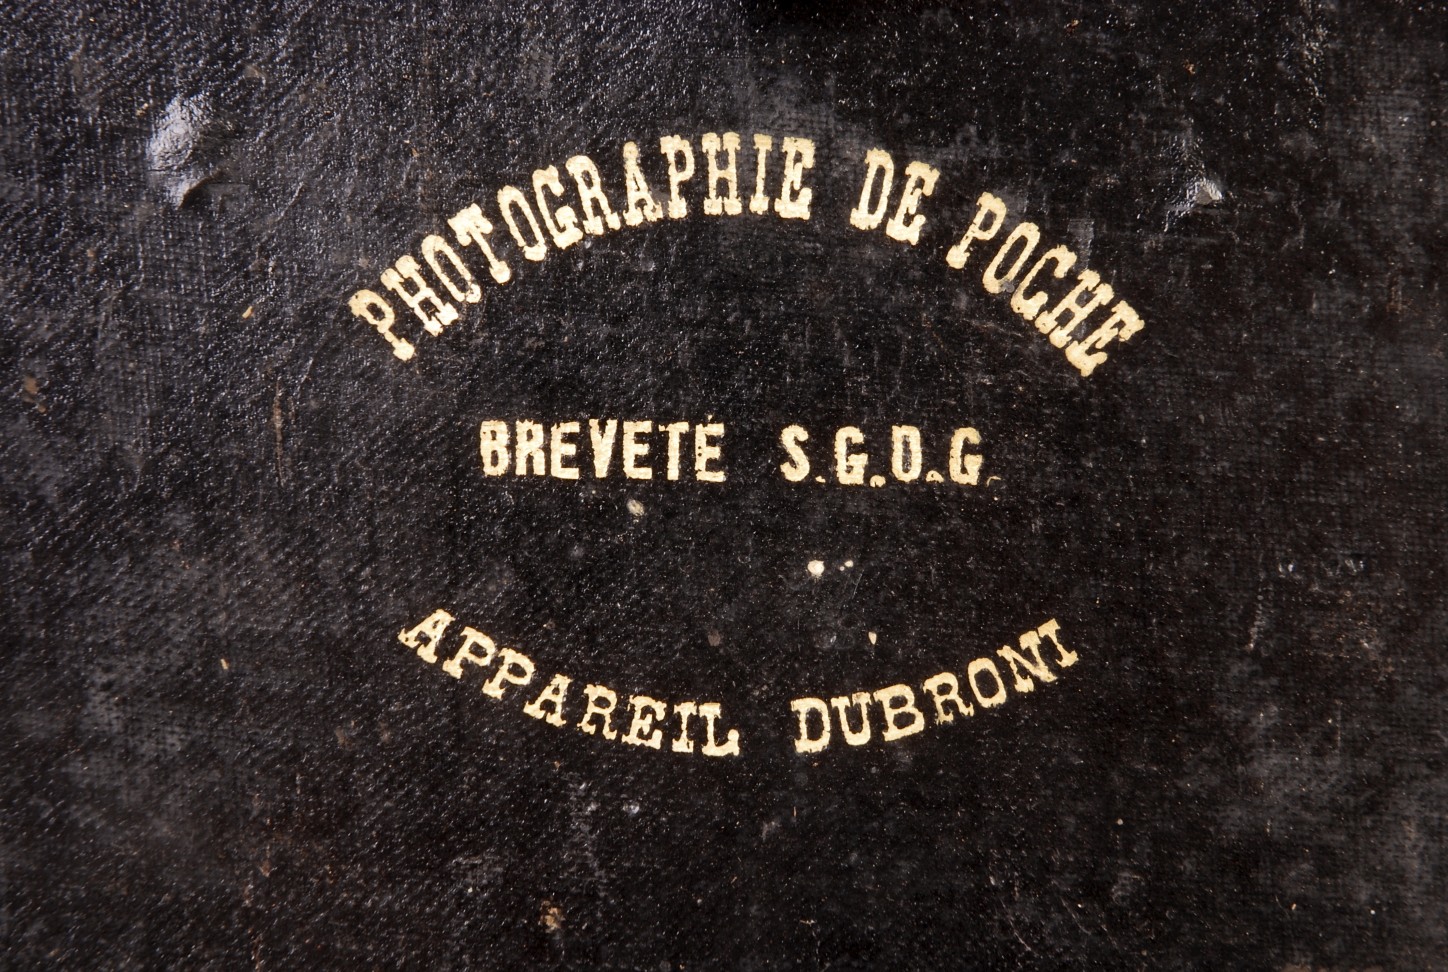 PHOTOGRAPHIE DE POCHE
BREVETÉ S.G.D.G.
APPAREIL DUBRONI